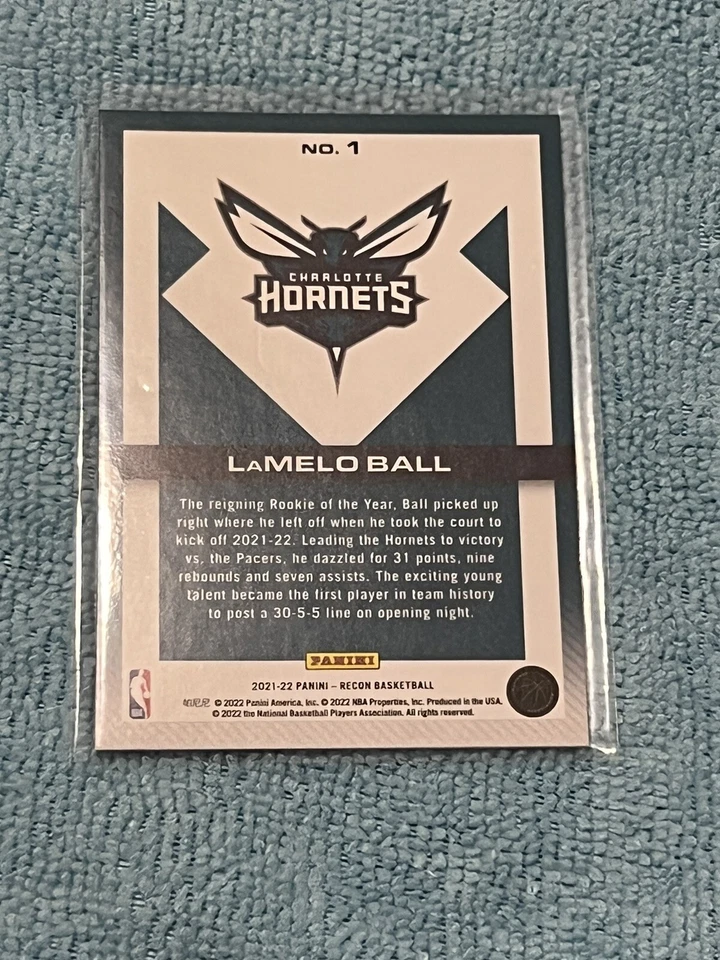 NO. 1
CHARLOTTE
HORNETS
LAMELO BALL
The reigning Rookie of the Year, Ball picked up
right where he left off when he took the court to
kick off 2021-22. Leading the Hornets to victory
vs. the Pacers, he dazzled for 31 points, nine
rebounds and seven assists. The exciting young
talent became the first player in team history
to post a 30-5-5 line on opening night.
PANINI
2021-22 PANINI – RECON BASKETBALL
© 2022 Panini America, Inc. © 2022 NBA Properties, Inc. Produced in the USA.
© 2022 the National Basketball Players Association. All rights reserved.